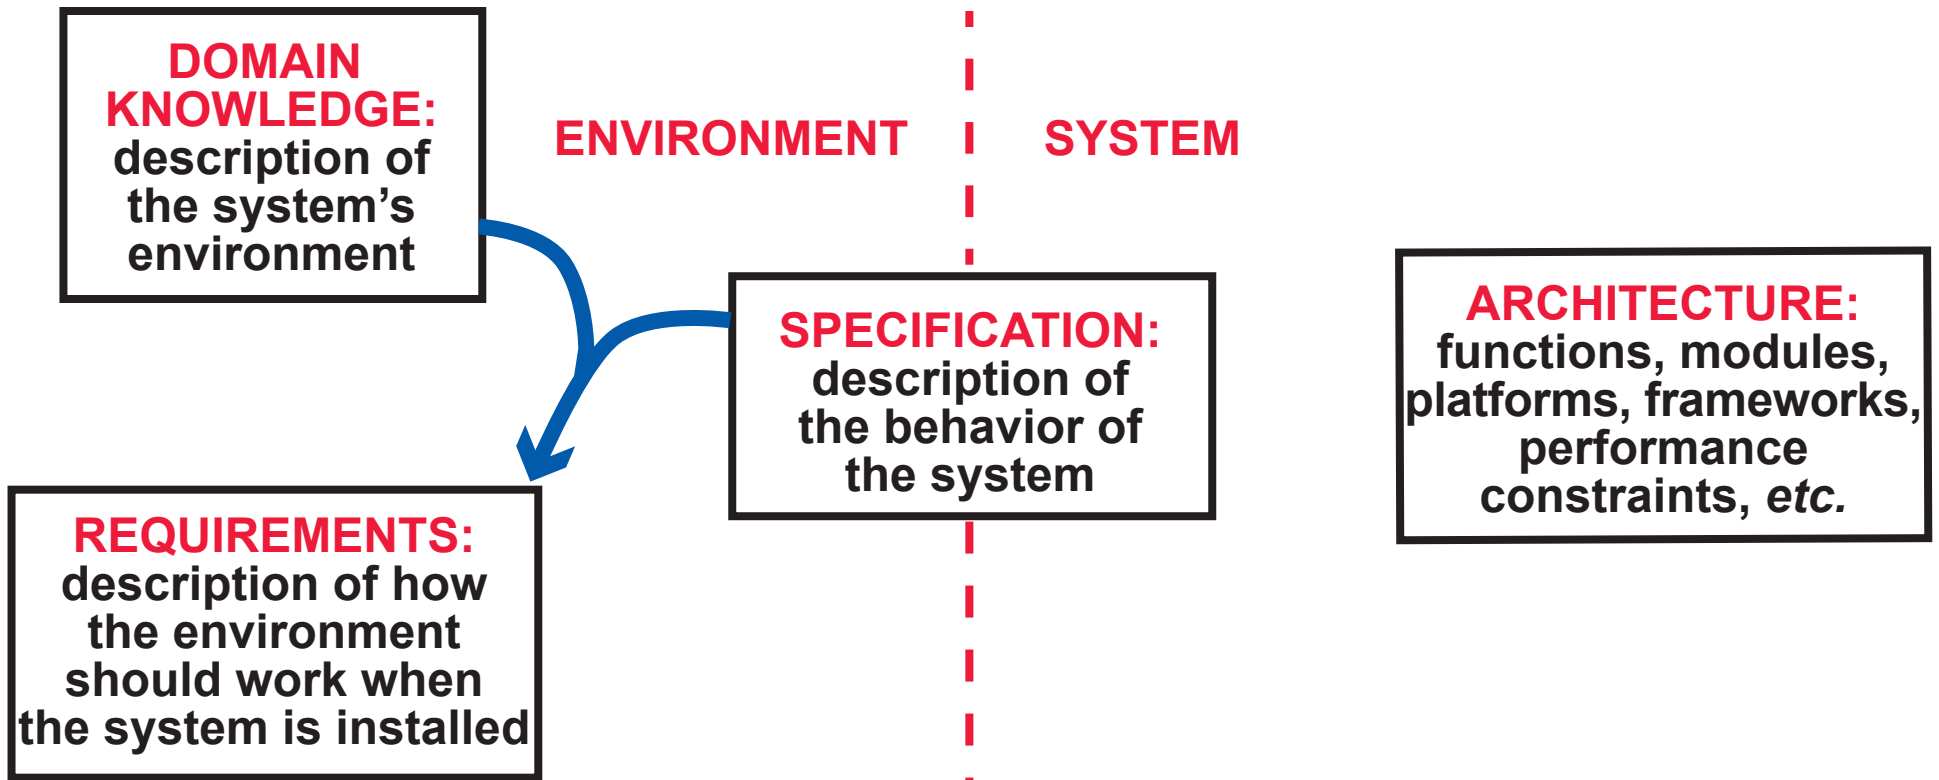 DOMAIN
KNOWLEDGE:
description of
the system’s
environment
ENVIRONMENT
SYSTEM
SPECIFICATION:
description of
the behavior of
the system
ARCHITECTURE:
functions, modules,
platforms, frameworks,
performance
constraints, etc.
REQUIREMENTS:
description of how
the environment
should work when
the system is installed